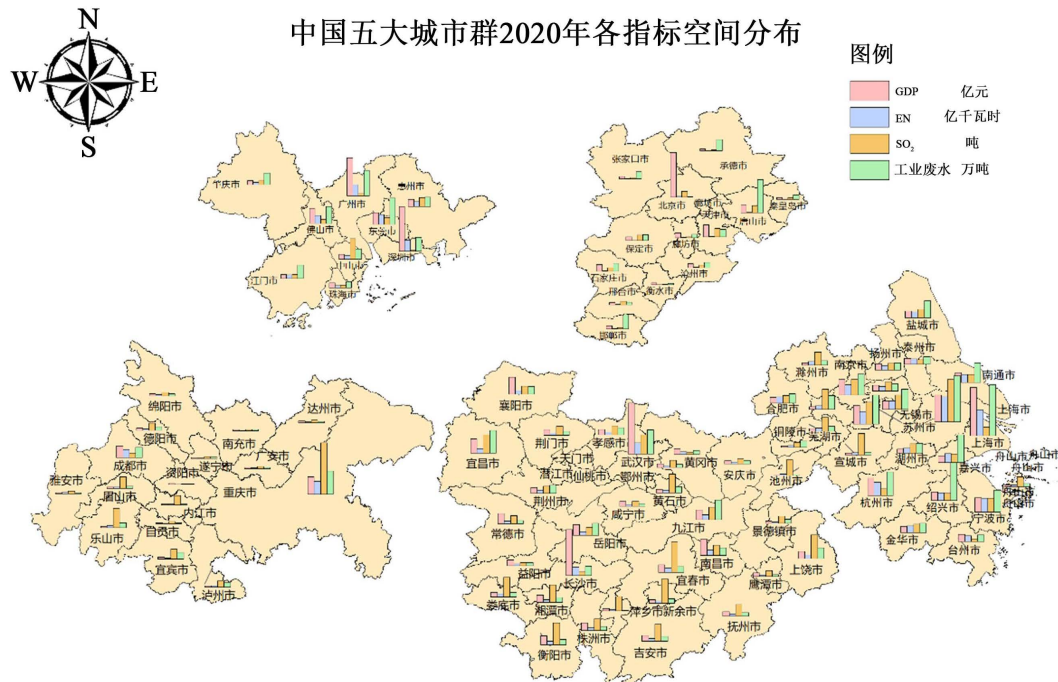 中国五大城市群2020年各指标空间分布
N
W
E
S
图例
GDP 亿元
EN 亿千瓦时
SO₂ 吨
工业废水 万吨
肇庆市
广州市
惠州市
佛山市
东莞市
深圳市
中山市
江门市
珠海市
张家口市
承德市
北京市
廊坊市
天津市
唐山市
秦皇岛市
保定市
廊坊市
石家庄市
沧州市
邢台市
衡水市
邯郸市
绵阳市
达州市
德阳市
南充市
成都市
遂宁市
广安市
资阳市
雅安市
眉山市
重庆市
内江市
乐山市
自贡市
宜宾市
泸州市
襄阳市
荆门市
孝感市
宜昌市
天门市
武汉市
黄冈市
潜江市
仙桃市
鄂州市
安庆市
荆州市
黄石市
咸宁市
常德市
九江市
景德镇市
岳阳市
南昌市
上饶市
益阳市
长沙市
宜春市
鹰潭市
娄底市
湘潭市
萍乡市
新余市
抚州市
衡阳市
株洲市
吉安市
盐城市
滁州市
南京市
扬州市
泰州市
南通市
合肥市
无锡市
苏州市
上海市
铜陵市
芜湖市
上海市
池州市
宣城市
湖州市
嘉兴市
舟山市
舟山市
舟山市
杭州市
绍兴市
宁波市
舟山市
金华市
台州市